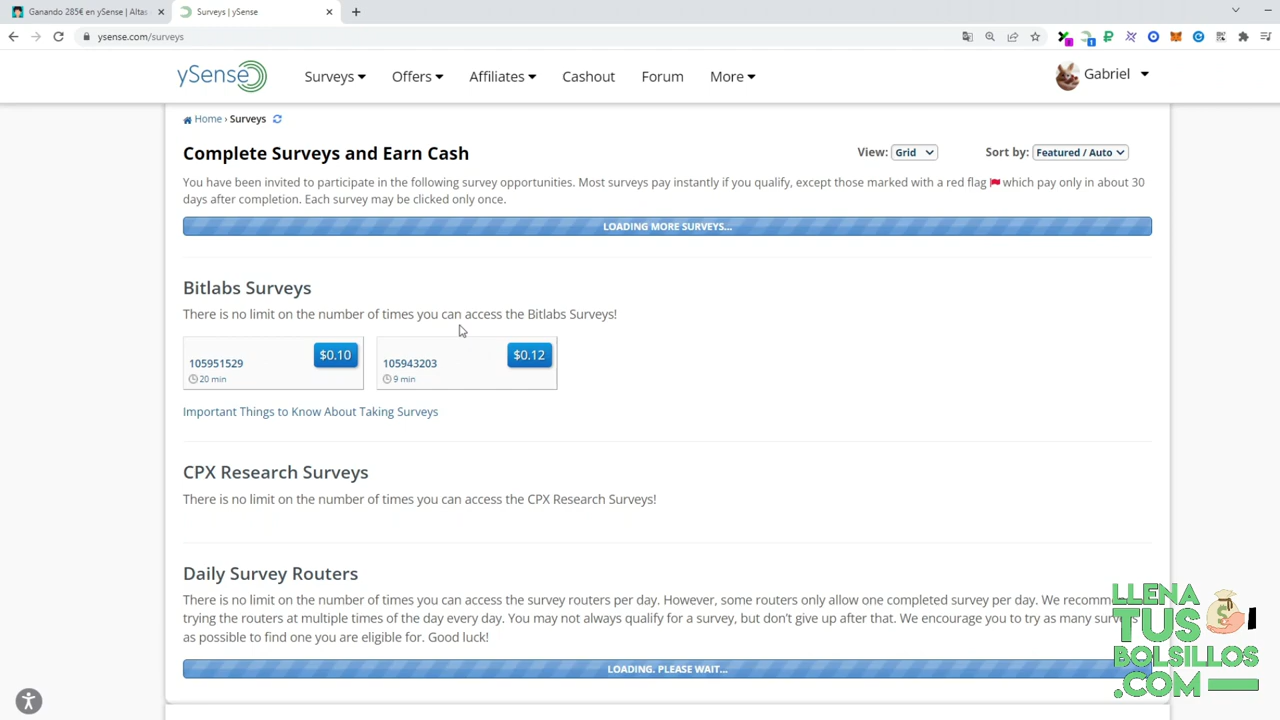 Ganando 285€ en ySense | Altas
Surveys | ySense
ysense.com/surveys
ySense
Surveys
Offers
Affiliates
Cashout
Forum
More
Gabriel
Home › Surveys
Complete Surveys and Earn Cash
View: Grid
Sort by: Featured / Auto
You have been invited to participate in the following survey opportunities. Most surveys pay instantly if you qualify, except those marked with a red flag which pay only in about 30
days after completion. Each survey may be clicked only once.
LOADING MORE SURVEYS...
Bitlabs Surveys
There is no limit on the number of times you can access the Bitlabs Surveys!
105951529
$0.10
20 min
105943203
$0.12
9 min
Important Things to Know About Taking Surveys
CPX Research Surveys
There is no limit on the number of times you can access the CPX Research Surveys!
Daily Survey Routers
There is no limit on the number of times you can access the survey routers per day. However, some routers only allow one completed survey per day. We
trying the routers at multiple times of the day every day. You may not always qualify for a survey, but don't give up after that. We encourage you to try as many
as possible to find one you are eligible for. Good luck!
LOADING. PLEASE WAIT...
LLENA
TUS
BOLSILLOS
.COM